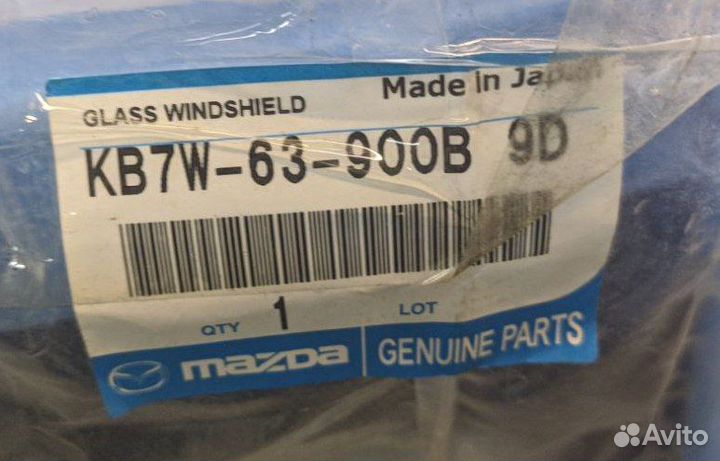 Made in Japan
GLASS WINDSHIELD
KB7W-63-900B 9D
QTY 1 LOT
mazda GENUINE PARTS
Avito